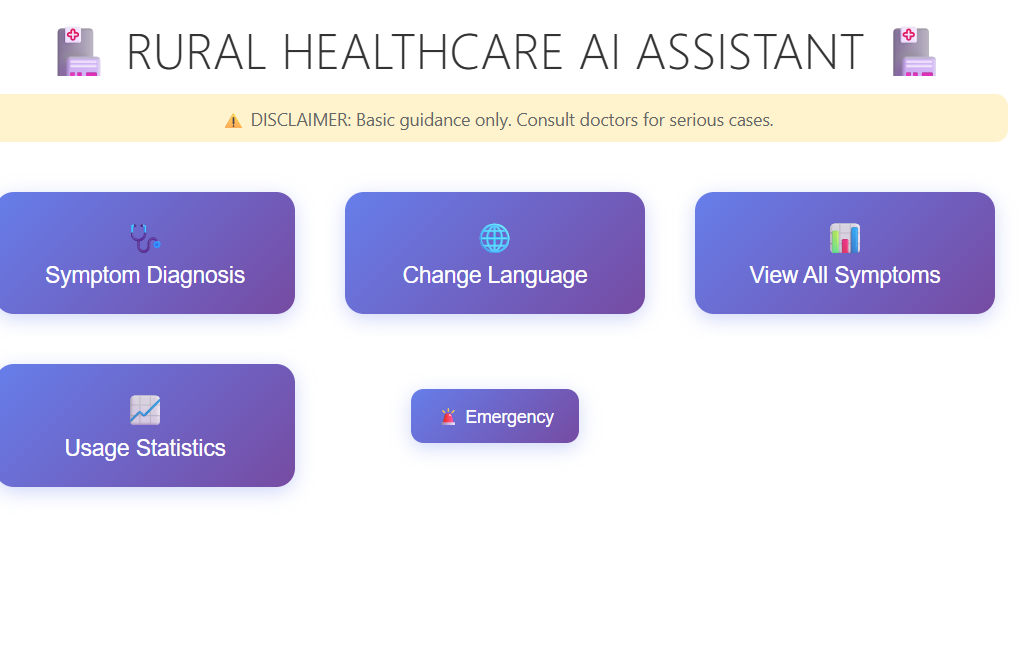 RURAL HEALTHCARE AI ASSISTANT
DISCLAIMER: Basic guidance only. Consult doctors for serious cases.
Symptom Diagnosis
Change Language
View All Symptoms
Usage Statistics
Emergency